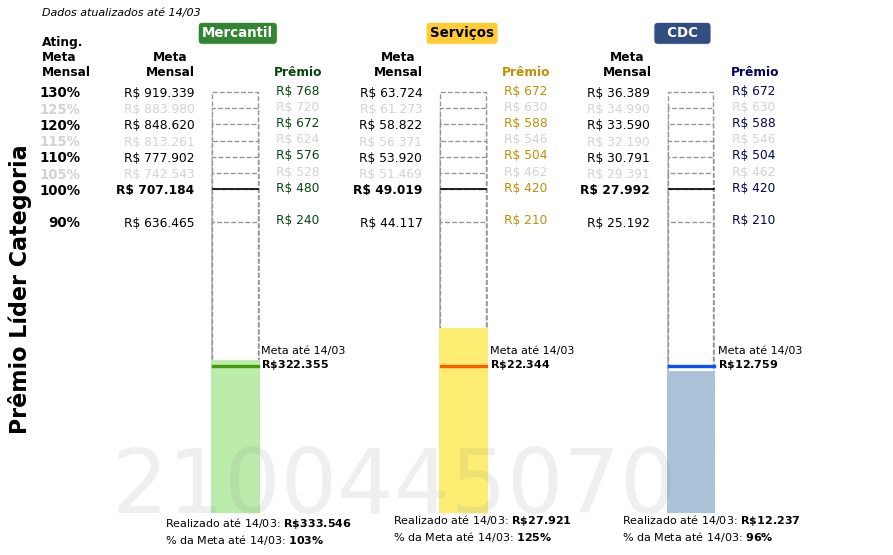 Dados atualizados até 14/03
Mercantil Serviços CDC
Ating.
Meta Meta Meta Meta
Mensal Mensal Prêmio Mensal Prêmio Mensal Prêmio
130% R$ 919.339 R$ 768 R$ 63.724 R$ 672 R$ 36.389 R$ 672
125% R$ 883.980 R$ 720 R$ 61.273 R$ 630 R$ 34.990 R$ 630
120% R$ 848.620 R$ 672 R$ 58.822 R$ 588 R$ 33.590 R$ 588
115% R$ 813.261 R$ 624 R$ 56.371 R$ 546 R$ 32.190 R$ 546
110% R$ 777.902 R$ 576 R$ 53.920 R$ 504 R$ 30.791 R$ 504
105% R$ 742.543 R$ 528 R$ 51.469 R$ 462 R$ 29.391 R$ 462
100% R$ 707.184 R$ 480 R$ 49.019 R$ 420 R$ 27.992 R$ 420
90% R$ 636.465 R$ 240 R$ 44.117 R$ 210 R$ 25.192 R$ 210
Prêmio Líder Categoria
Meta até 14/03 Meta até 14/03 Meta até 14/03
R$322.355 R$22.344 R$12.759
2100445070
Realizado até 14/03: R$333.546 Realizado até 14/03: R$27.921 Realizado até 14/03: R$12.237
% da Meta até 14/03: 103% % da Meta até 14/03: 125% % da Meta até 14/03: 96%